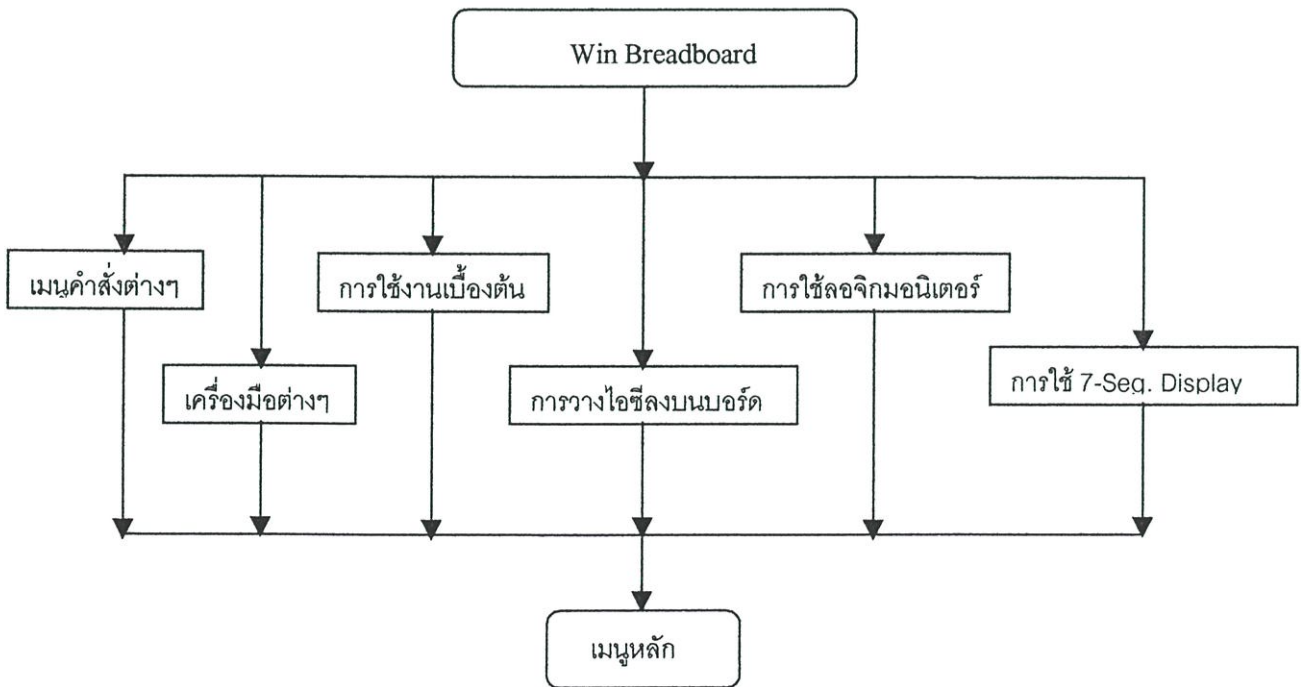 Win Breadboard
เมนูคำสั่งต่างๆ
การใช้งานเบื้องต้น
การใช้ลอจิกมอนิเตอร์
เครื่องมือต่างๆ
การวางไอซีลงบนบอร์ด
การใช้ 7-Seg. Display
เมนูหลัก